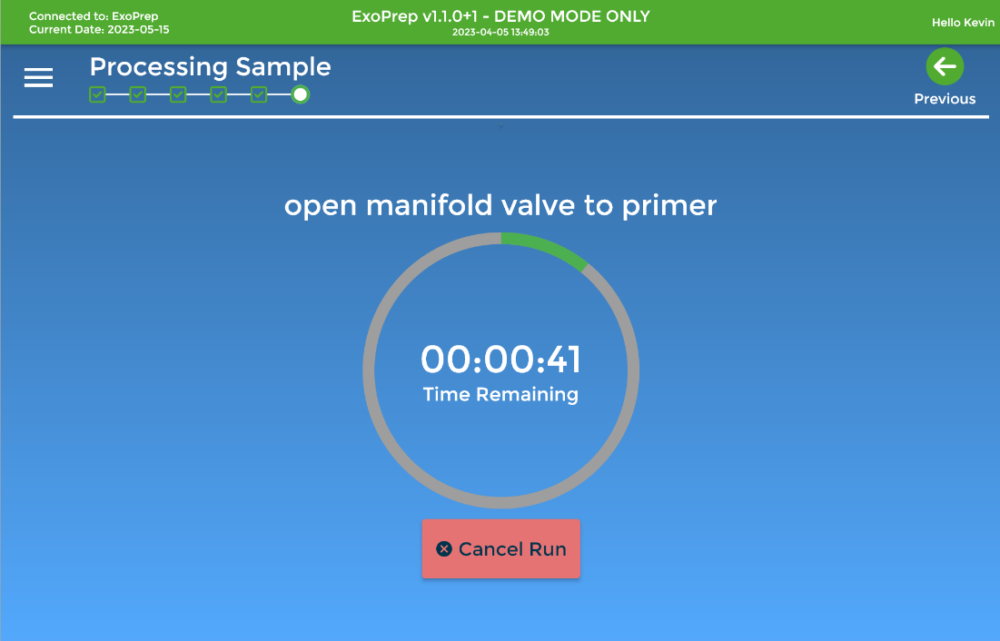 Connected to: ExoPrep
Current Date: 2023-05-15
ExoPrep v1.1.0+1 - DEMO MODE ONLY
2023-04-05 13:49:03
Hello Kevin
Processing Sample
Previous
open manifold valve to primer
00:00:41
Time Remaining
Cancel Run